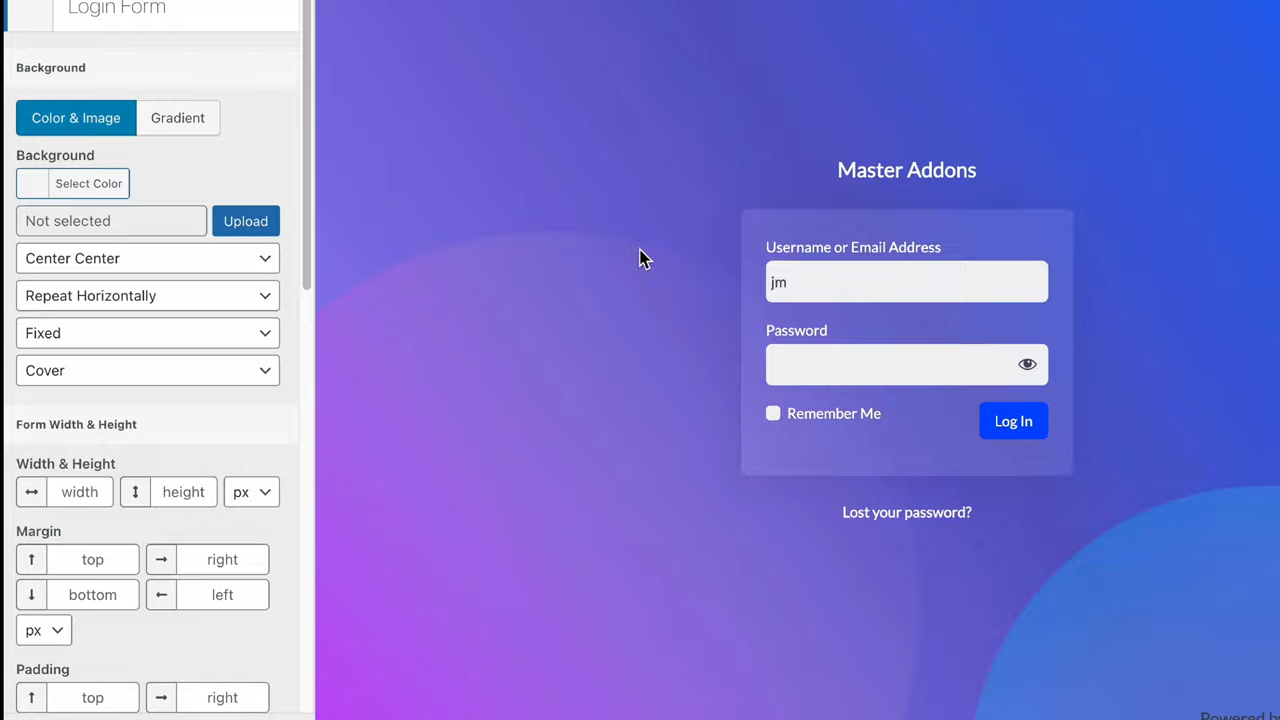 Login Form
Background
Color & Image
Gradient
Background
Select Color
Not selected
Upload
Center Center
Repeat Horizontally
Fixed
Cover
Form Width & Height
Width & Height
width
height
px
Margin
top
right
bottom
left
px
Padding
top
right
Master Addons
Username or Email Address
jm
Password
Remember Me
Log In
Lost your password?
Powered by